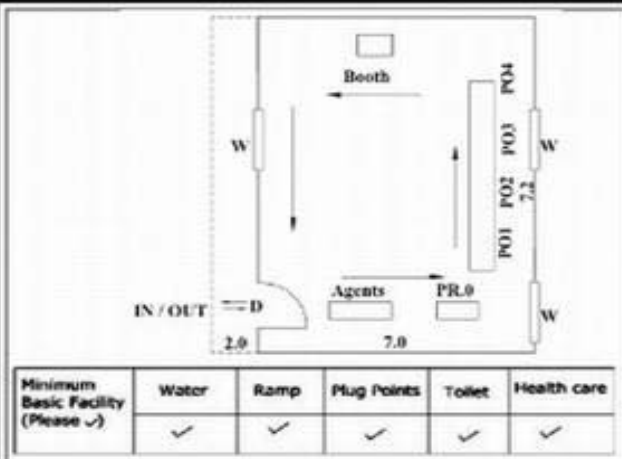 Booth
W
W
PO4
PO3
PO2
PO1
7.2
Agents
PR.0
IN / OUT
D
W
2.0
7.0
Minimum Basic Facility (Please ✓)
Water
Ramp
Plug Points
Toilet
Health care
✓
✓
✓
✓
✓